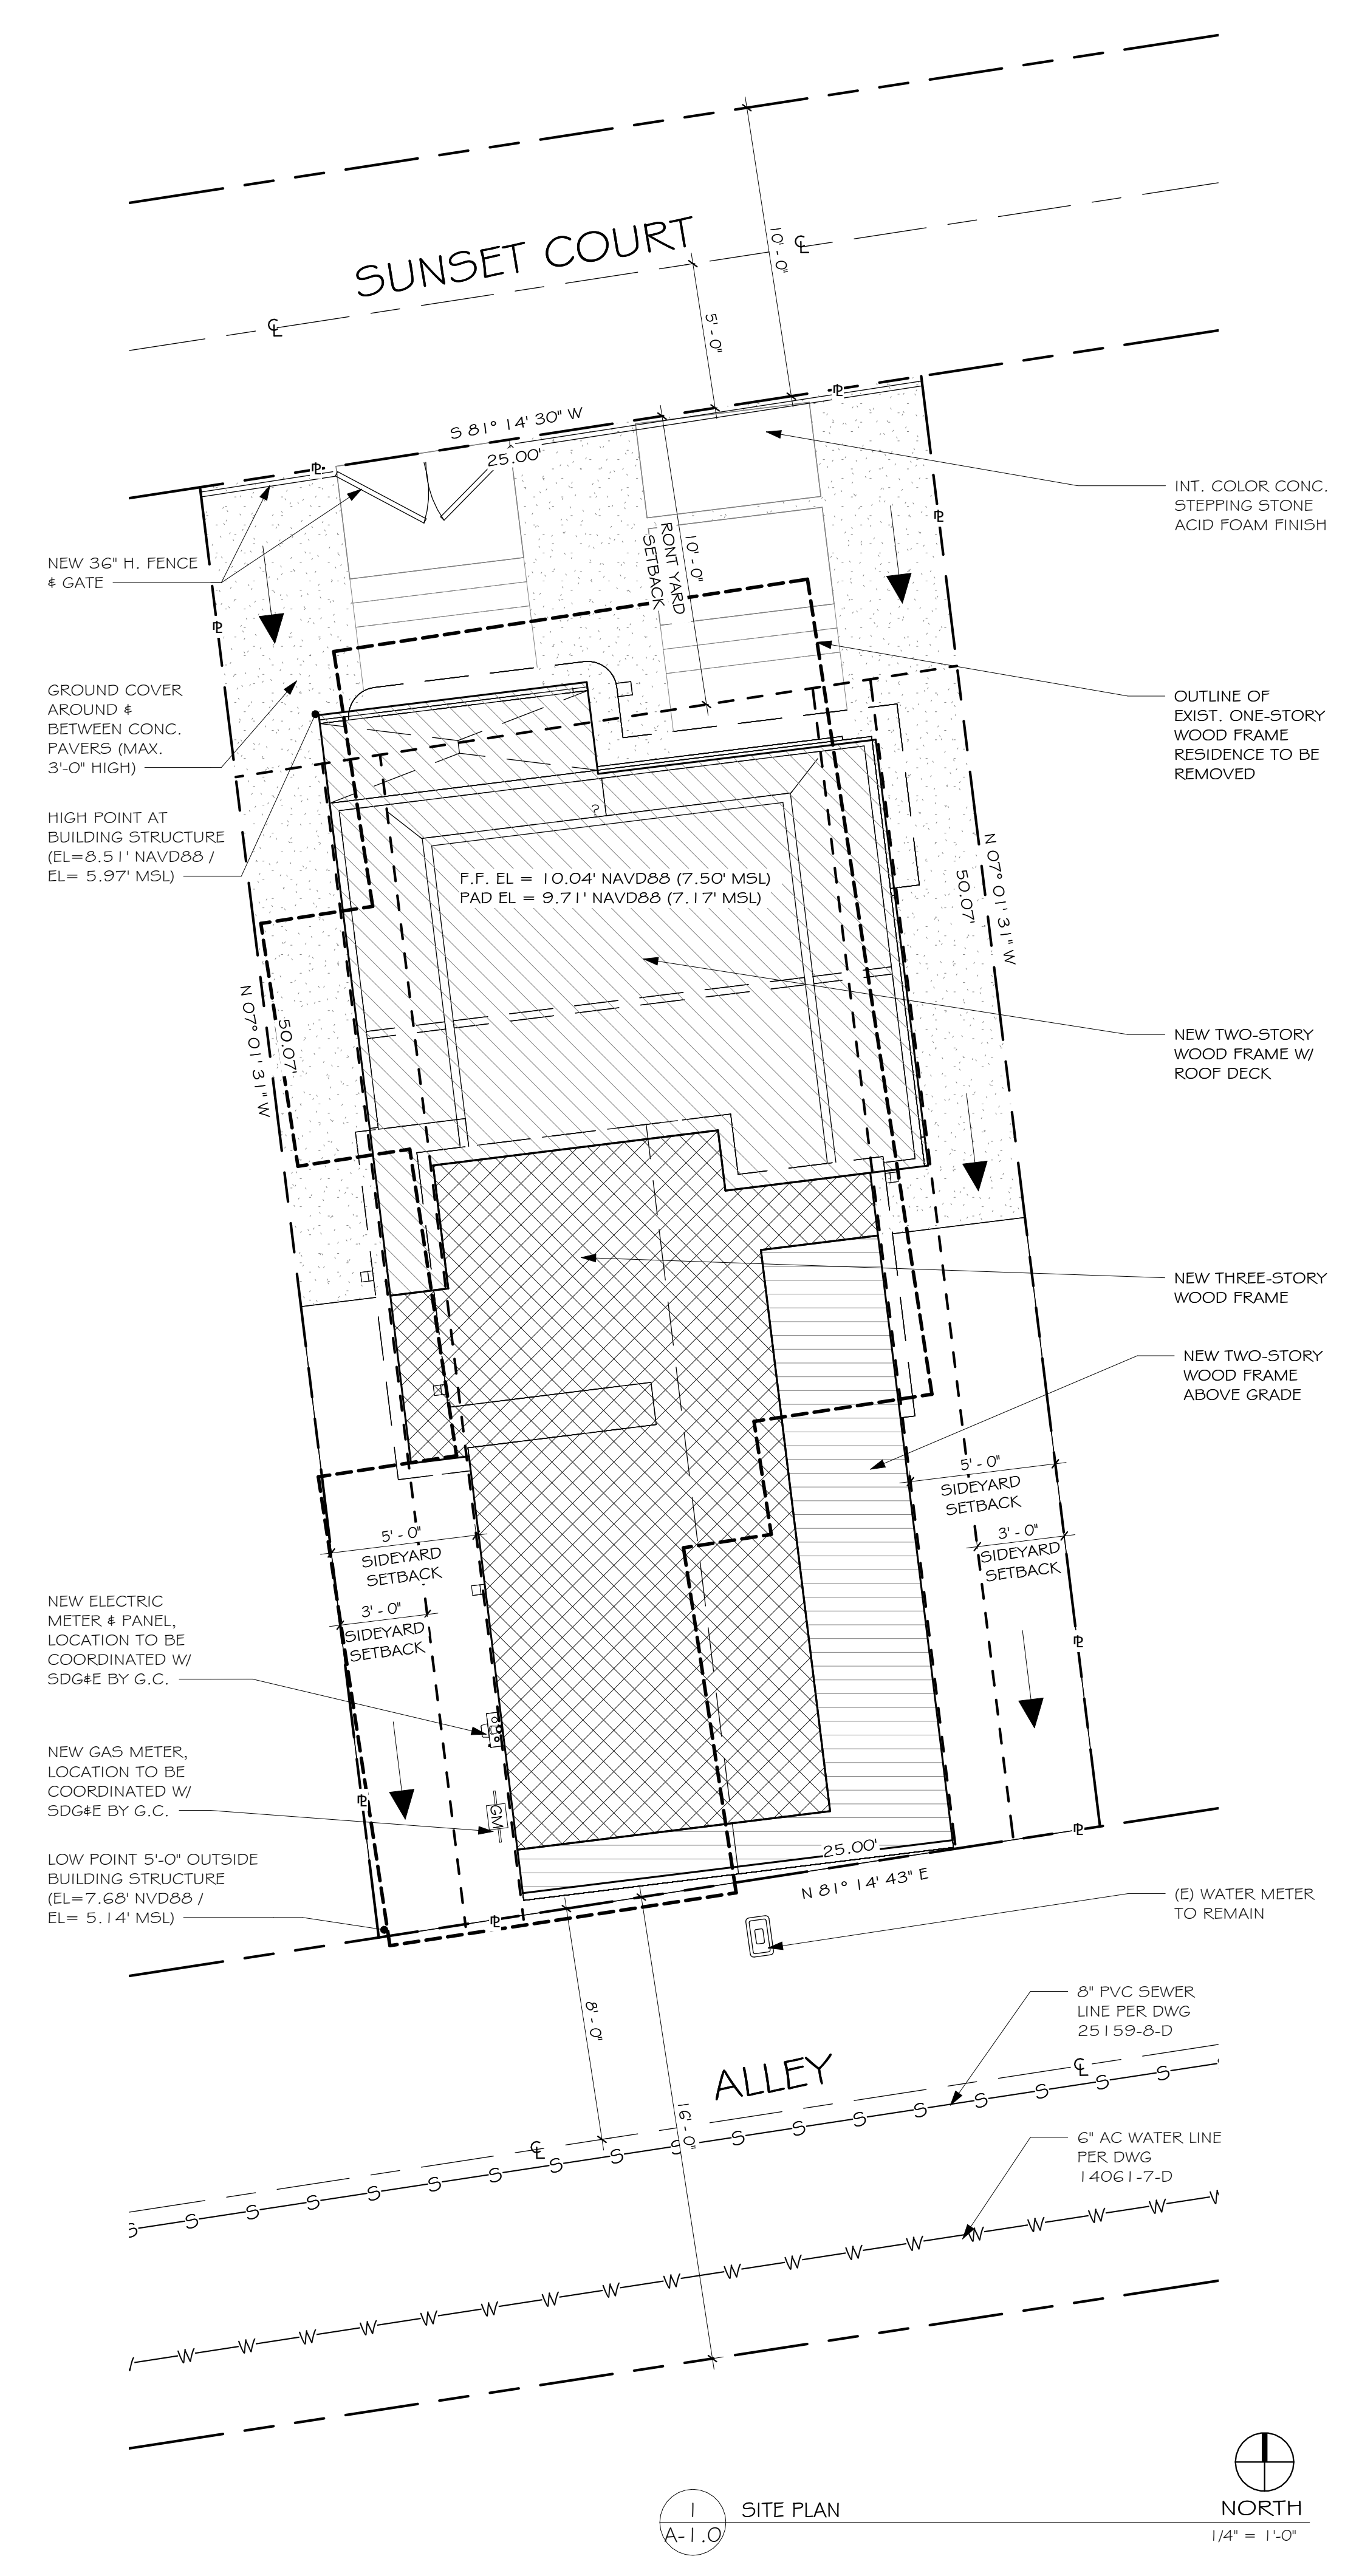 SUNSET COURT
10' - 0"
℄
5' - 0"
℄
S 81° 14' 30" W
25.00'
℄
℄
INT. COLOR CONC.
STEPPING STONE
ACID FOAM FINISH
NEW 36" H. FENCE
& GATE
RONT YARD
SETBACK
10' - 0"
GROUND COVER
AROUND &
BETWEEN CONC.
PAVERS (MAX.
3'-0" HIGH)
OUTLINE OF
EXIST. ONE-STORY
WOOD FRAME
RESIDENCE TO BE
REMOVED
HIGH POINT AT
BUILDING STRUCTURE
(EL=8.51' NAVD88 /
EL= 5.97' MSL)
?
F.F. EL = 10.04' NAVD88 (7.50' MSL)
PAD EL = 9.71' NAVD88 (7.17' MSL)
N 07° 01' 31" W
50.07'
N 07° 01' 31" W
50.07'
NEW TWO-STORY
WOOD FRAME W/
ROOF DECK
NEW THREE-STORY
WOOD FRAME
NEW TWO-STORY
WOOD FRAME
ABOVE GRADE
5' - 0"
SIDEYARD
SETBACK
3' - 0"
SIDEYARD
SETBACK
5' - 0"
SIDEYARD
SETBACK
3' - 0"
SIDEYARD
SETBACK
NEW ELECTRIC
METER & PANEL,
LOCATION TO BE
COORDINATED W/
SDG&E BY G.C.
NEW GAS METER,
LOCATION TO BE
COORDINATED W/
SDG&E BY G.C.
GM
LOW POINT 5'-0" OUTSIDE
BUILDING STRUCTURE
(EL=7.68' NVD88 /
EL= 5.14' MSL)
25.00'
N 81° 14' 43" E
(E) WATER METER
TO REMAIN
8' - 0"
16' - 0"
ALLEY
℄
℄
8" PVC SEWER
LINE PER DWG
25159-8-D
S S S S S S S S S S S S S S S S S S
6" AC WATER LINE
PER DWG
14061-7-D
W W W W W W W W W W W W W W W W W W
1
A-1.0
SITE PLAN
NORTH
1/4" = 1'-0"